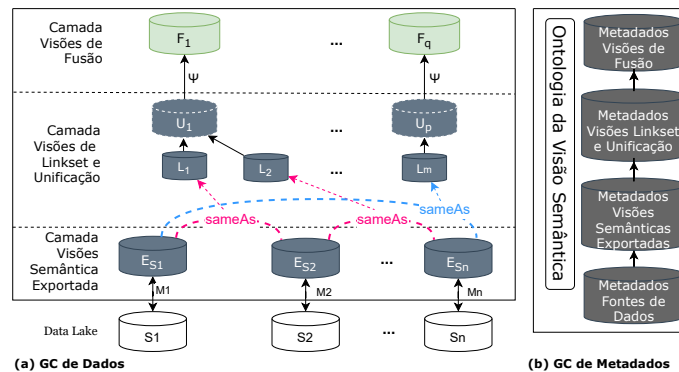 Camada
Visões de
Fusão
F1
...
Fq
Ψ
Ψ
Camada
Visões de
Linkset e
Unificação
U1
...
Up
L1
L2
...
Lm
sameAs
sameAs
sameAs
Camada
Visões
Semântica
Exportada
ES1
ES2
...
ESn
M1
M2
Mn
Data Lake
S1
S2
...
Sn
(a) GC de Dados
Ontologia da Visão Semântica
Metadados
Visões de
Fusão
Metadados
Visões Linkset
e Unificação
Metadados
Visões
Semânticas
Exportadas
Metadados
Fontes de
Dados
(b) GC de Metadados